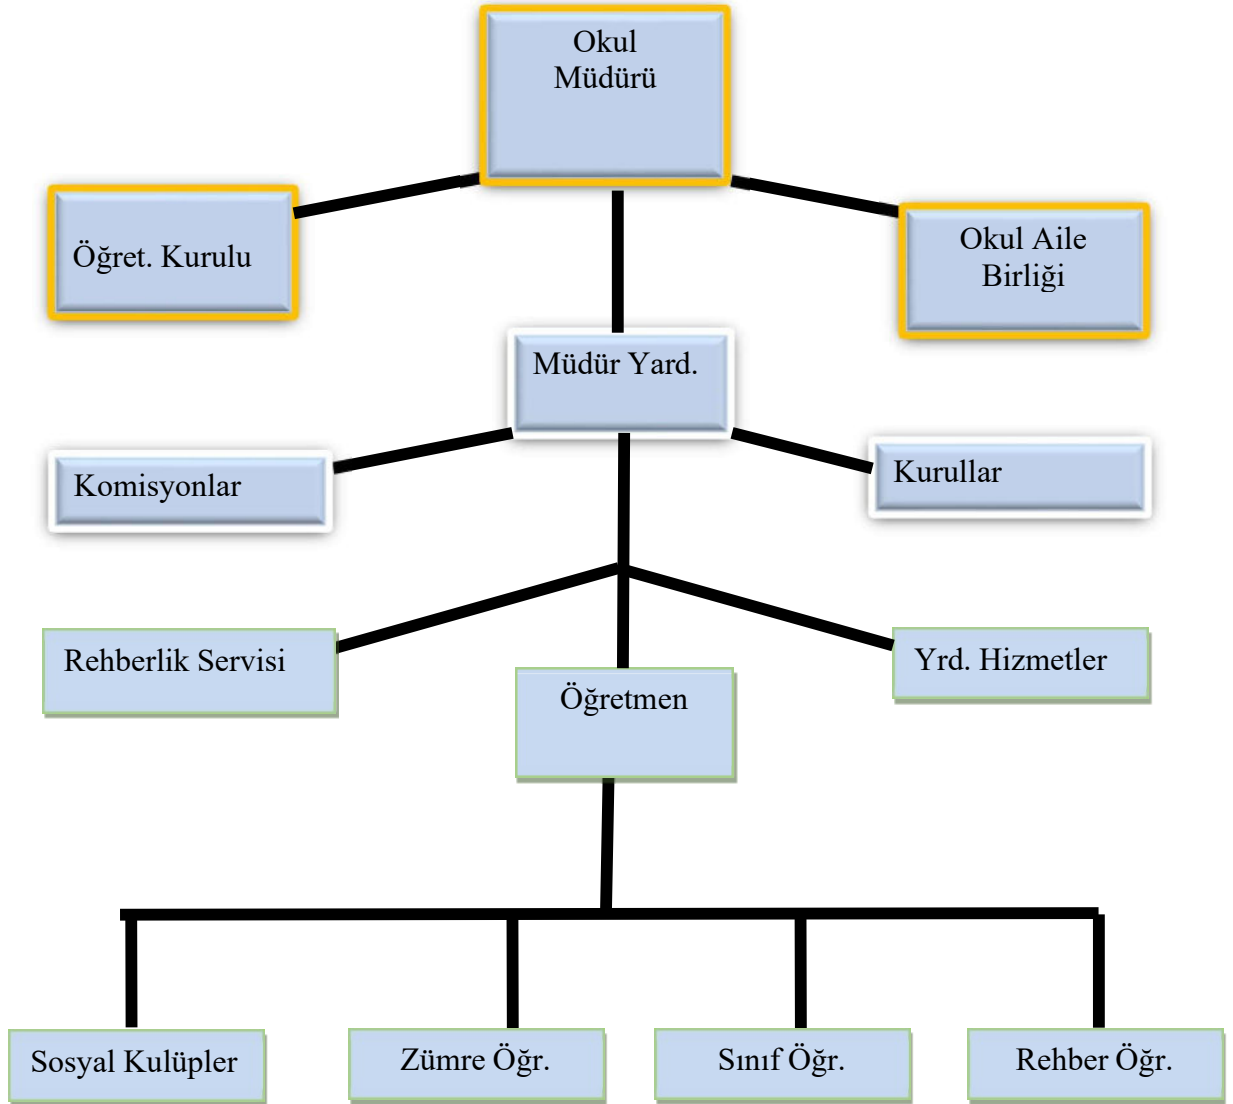 Okul
Müdürü
Öğret. Kurulu
Okul Aile
Birliği
Müdür Yard.
Komisyonlar
Kurullar
Rehberlik Servisi
Yrd. Hizmetler
Öğretmen
Sosyal Kulüpler
Zümre Öğr.
Sınıf Öğr.
Rehber Öğr.